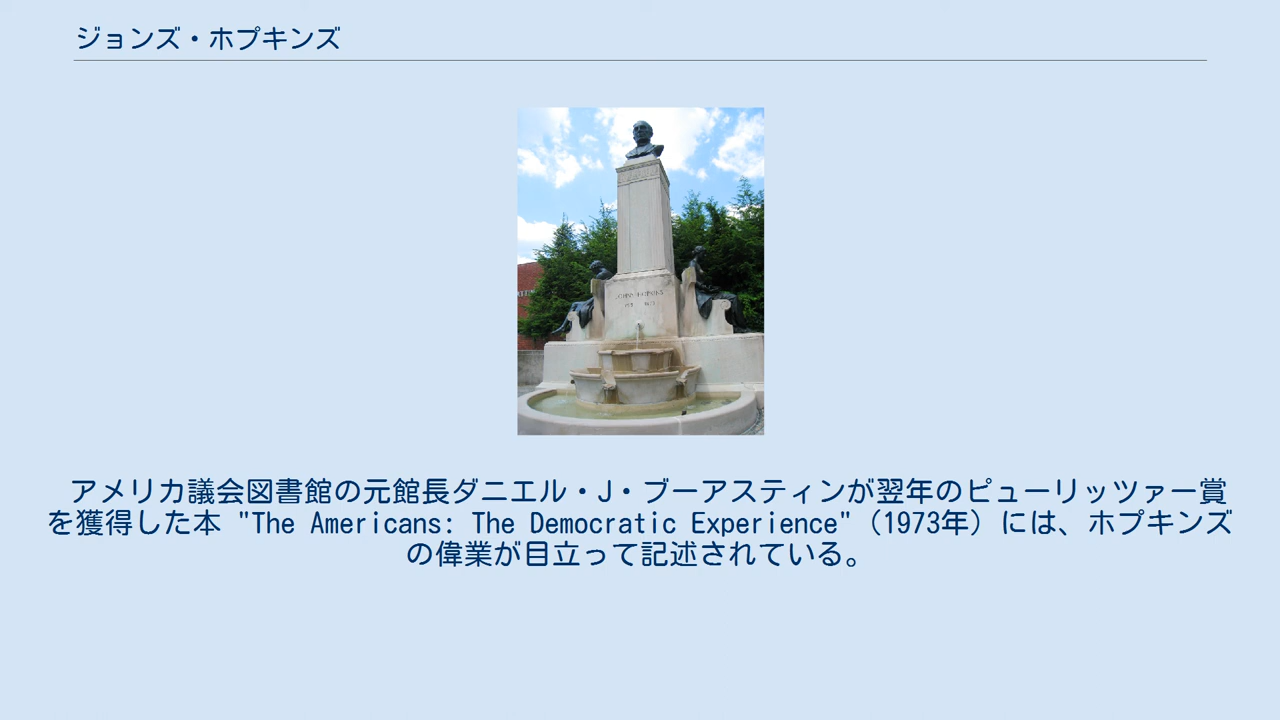 ジョンズ・ホプキンズ
アメリカ議会図書館の元館長ダニエル・J・ブーアスティンが翌年のピューリッツァー賞
を獲得した本 "The Americans: The Democratic Experience"（1973年）には、ホプキンズ
の偉業が目立って記述されている。